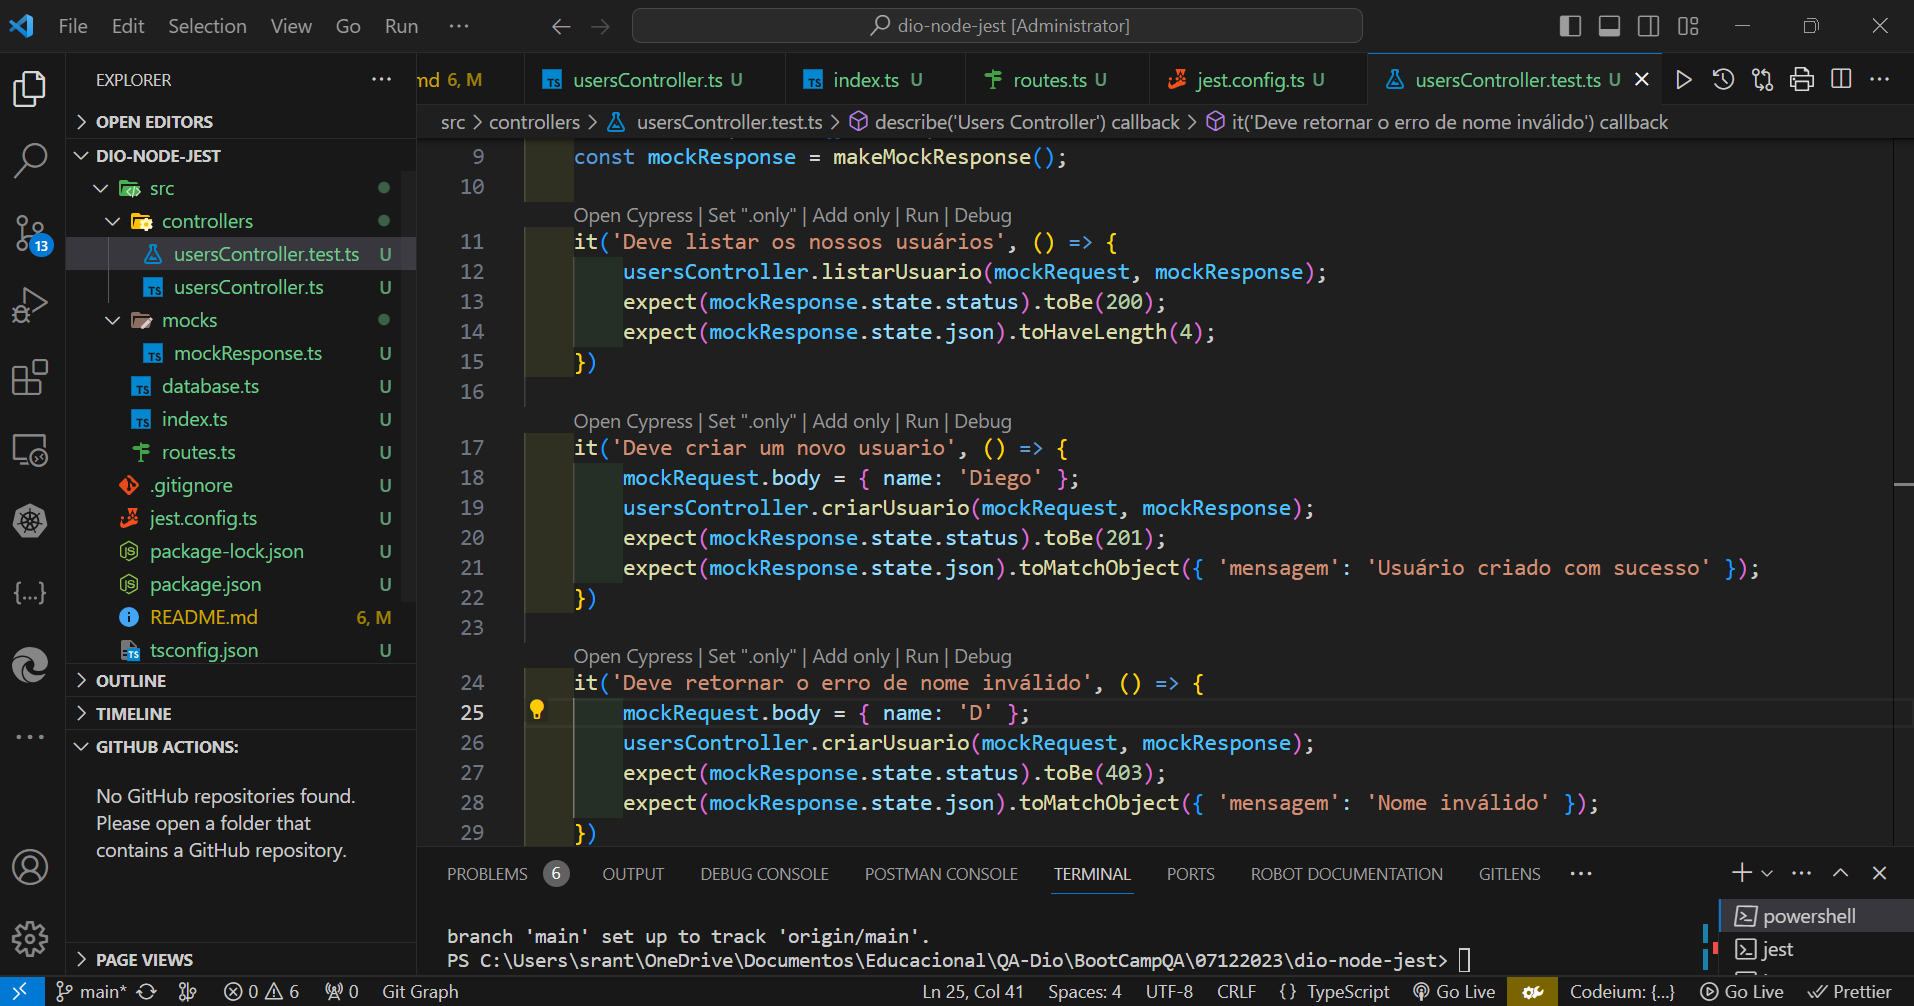 File Edit Selection View Go Run ··· dio-node-jest [Administrator]
EXPLORER ···
nd 6, M usersController.ts U index.ts U routes.ts U jest.config.ts U usersController.test.ts U
src > controllers > usersController.test.ts > describe('Users Controller') callback > it('Deve retornar o erro de nome inválido') callback
OPEN EDITORS
DIO-NODE-JEST
src
controllers
usersController.test.ts U
usersController.ts U
mocks
mockResponse.ts U
database.ts U
index.ts U
routes.ts U
.gitignore U
jest.config.ts U
package-lock.json U
package.json U
README.md 6, M
tsconfig.json U
OUTLINE
TIMELINE
GITHUB ACTIONS:
No GitHub repositories found.
Please open a folder that
contains a GitHub repository.
PAGE VIEWS
13
9 const mockResponse = makeMockResponse();
10
Open Cypress | Set ".only" | Add only | Run | Debug
11 it('Deve listar os nossos usuários', () => {
12 usersController.listarUsuario(mockRequest, mockResponse);
13 expect(mockResponse.state.status).toBe(200);
14 expect(mockResponse.state.json).toHaveLength(4);
15 })
16
Open Cypress | Set ".only" | Add only | Run | Debug
17 it('Deve criar um novo usuario', () => {
18 mockRequest.body = { name: 'Diego' };
19 usersController.criarUsuario(mockRequest, mockResponse);
20 expect(mockResponse.state.status).toBe(201);
21 expect(mockResponse.state.json).toMatchObject({ 'mensagem': 'Usuário criado com sucesso' });
22 })
23
Open Cypress | Set ".only" | Add only | Run | Debug
24 it('Deve retornar o erro de nome inválido', () => {
25 mockRequest.body = { name: 'D' };
26 usersController.criarUsuario(mockRequest, mockResponse);
27 expect(mockResponse.state.status).toBe(403);
28 expect(mockResponse.state.json).toMatchObject({ 'mensagem': 'Nome inválido' });
29 })
PROBLEMS 6 OUTPUT DEBUG CONSOLE POSTMAN CONSOLE TERMINAL PORTS ROBOT DOCUMENTATION GITLENS ···
branch 'main' set up to track 'origin/main'.
PS C:\Users\srant\OneDrive\Documentos\Educacional\QA-Dio\BootCampQA\07122023\dio-node-jest>
powershell
jest
main* 0 6 0 Git Graph Ln 25, Col 41 Spaces: 4 UTF-8 CRLF {} TypeScript Go Live Codeium: {...} Go Live Prettier